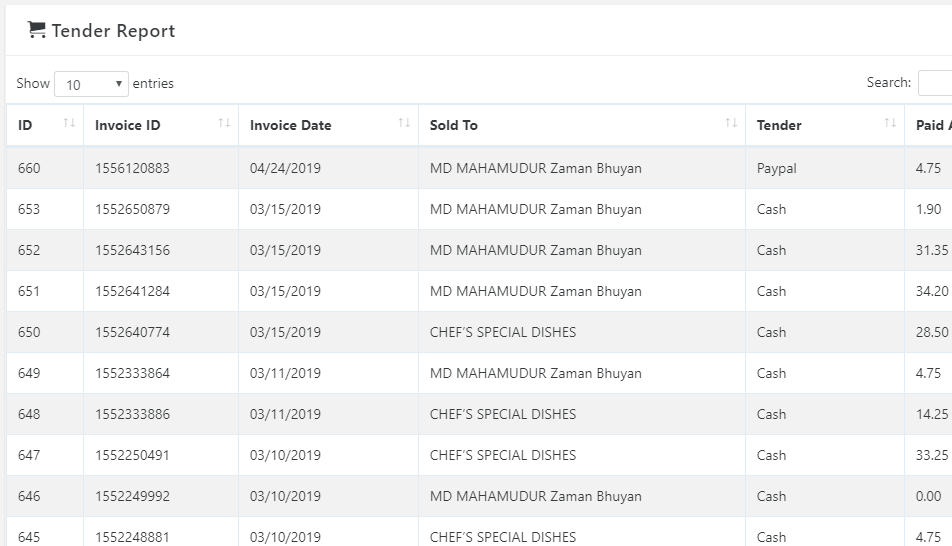 Tender Report
Show 10 entries Search:
ID Invoice ID Invoice Date Sold To Tender Paid
660 1556120883 04/24/2019 MD MAHAMUDUR Zaman Bhuyan Paypal 4.75
653 1552650879 03/15/2019 MD MAHAMUDUR Zaman Bhuyan Cash 1.90
652 1552643156 03/15/2019 MD MAHAMUDUR Zaman Bhuyan Cash 31.35
651 1552641284 03/15/2019 MD MAHAMUDUR Zaman Bhuyan Cash 34.20
650 1552640774 03/15/2019 CHEF'S SPECIAL DISHES Cash 28.50
649 1552333864 03/11/2019 MD MAHAMUDUR Zaman Bhuyan Cash 4.75
648 1552333886 03/11/2019 CHEF'S SPECIAL DISHES Cash 14.25
647 1552250491 03/10/2019 CHEF'S SPECIAL DISHES Cash 33.25
646 1552249992 03/10/2019 MD MAHAMUDUR Zaman Bhuyan Cash 0.00
645 1552248881 03/10/2019 CHEF'S SPECIAL DISHES Cash 4.75